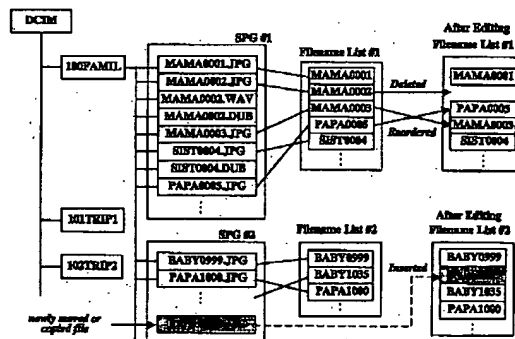 DCIM
SPG #1
After Editing
Filename List #1
Filename List #1
100FAMIL
MAMA0001.JPG
MAMA0002.JPG
MAMA0002.WAV
MAMA0002.DUB
MAMA0003.JPG
SIST0004.JPG
SIST0004.DUB
PAPA0005.JPG
MAMA0001
MAMA0002
MAMA0003
PAPA0005
SIST0004
Deleted
Reordered
MAMA0001
PAPA0005
MAMA0003
SIST0004
101TRIP1
102TRIP2
SPG #2
BABY0999.JPG
PAPA1000.JPG
Filename List #2
BABY0999
BABY1035
PAPA1000
Inserted
After Editing
Filename List #2
BABY0999
BABY1035
PAPA1000
newly moved or
copied file